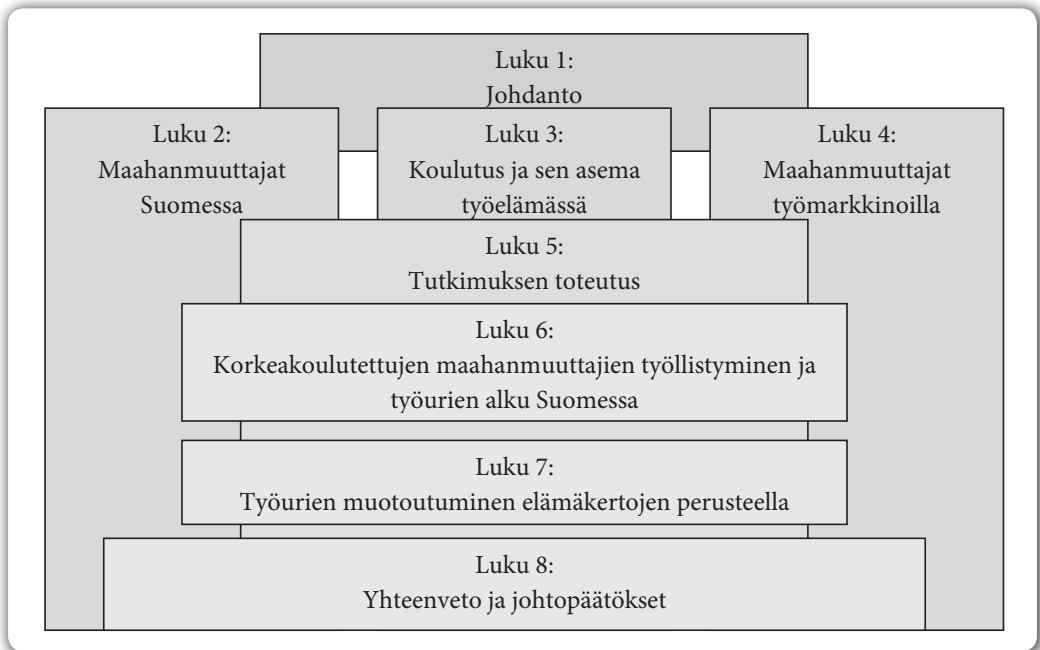 Luku 1:
Johdanto
Luku 2:
Maahanmuuttajat
Suomessa
Luku 3:
Koulutus ja sen asema
työelämässä
Luku 4:
Maahanmuuttajat
työmarkkinoilla
Luku 5:
Tutkimuksen toteutus
Luku 6:
Korkeakoulutettujen maahanmuuttajien työllistyminen ja
työurien alku Suomessa
Luku 7:
Työurien muotoutuminen elämäkertojen perusteella
Luku 8:
Yhteenveto ja johtopäätökset